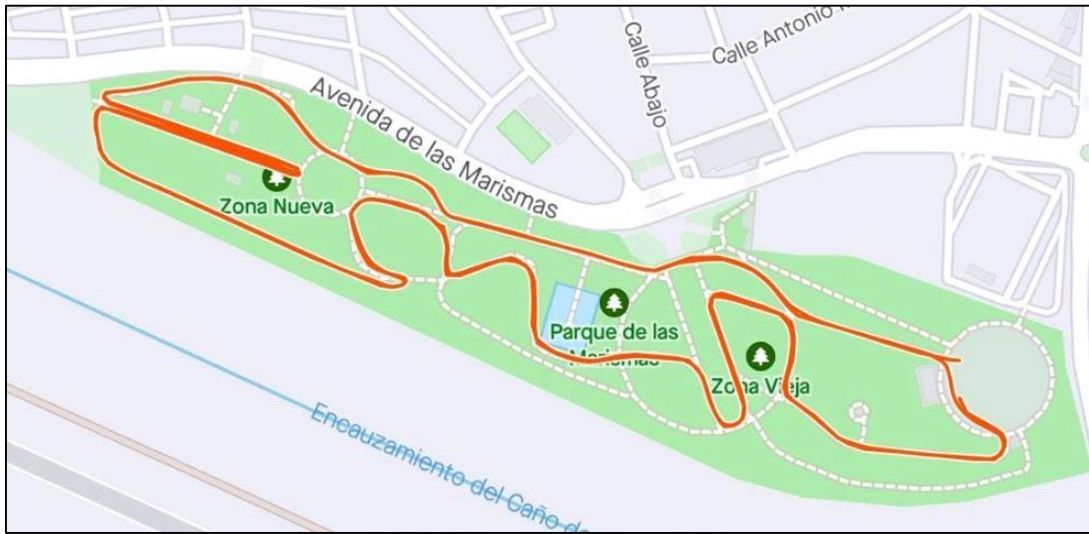 Calle Antonio
Calle Abajo
Avenida de las Marismas
Zona Nueva
Parque de las
Marismas
Zona Vieja
Encauzamiento del Caño de